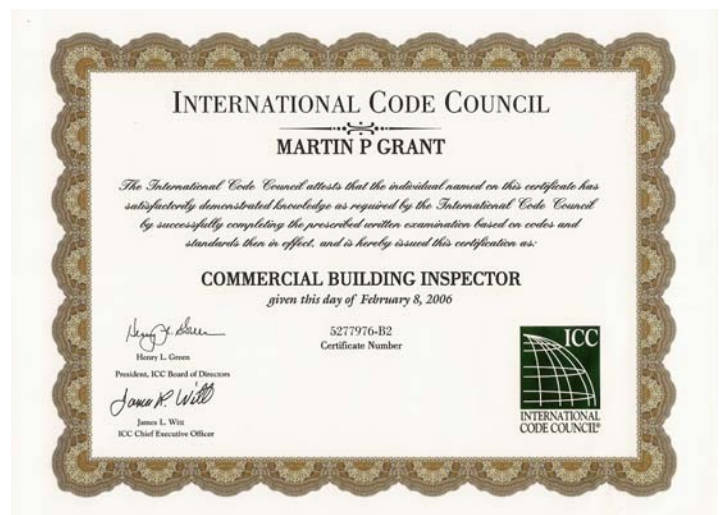 INTERNATIONAL CODE COUNCIL
MARTIN P GRANT
The International Code Council attests that the individual named on this certificate has
satisfactorily demonstrated knowledge as required by the International Code Council
by successfully completing the prescribed written examination based on codes and
standards then in effect, and is hereby issued this certification as:
COMMERCIAL BUILDING INSPECTOR
given this day of February 8, 2006
Henry L. Green
Henry L. Green
President, ICC Board of Directors
James L. Witt
James L. Witt
ICC Chief Executive Officer
5277976-B2
Certificate Number
ICC
INTERNATIONAL
CODE COUNCIL®